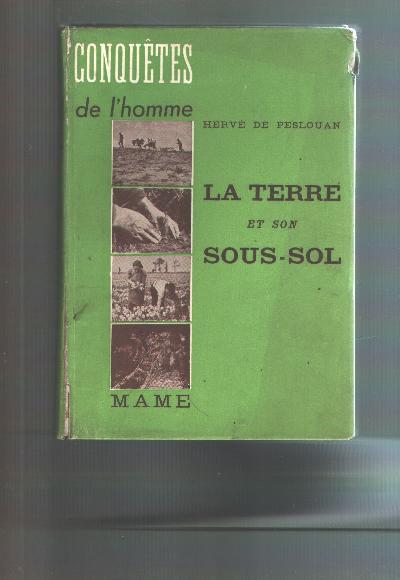 CONQUÊTES
de l'homme
HERVÉ DE PESLOUAN
LA TERRE
ET SON
SOUS-SOL
MAME